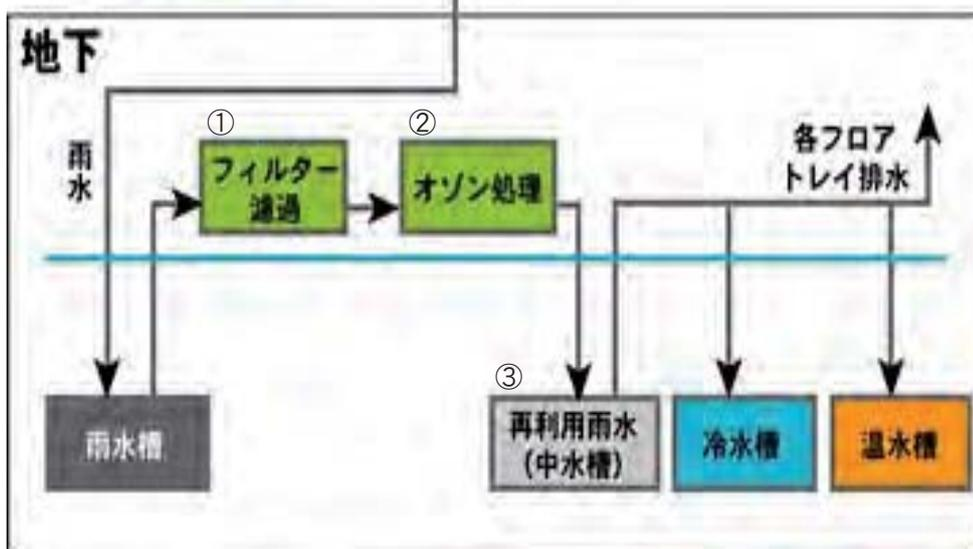 地下
雨
水
①
フィルター
濾過
②
オゾン処理
各フロア
トレイ排水
雨水槽
③
再利用雨水
（中水槽）
冷水槽
温水槽